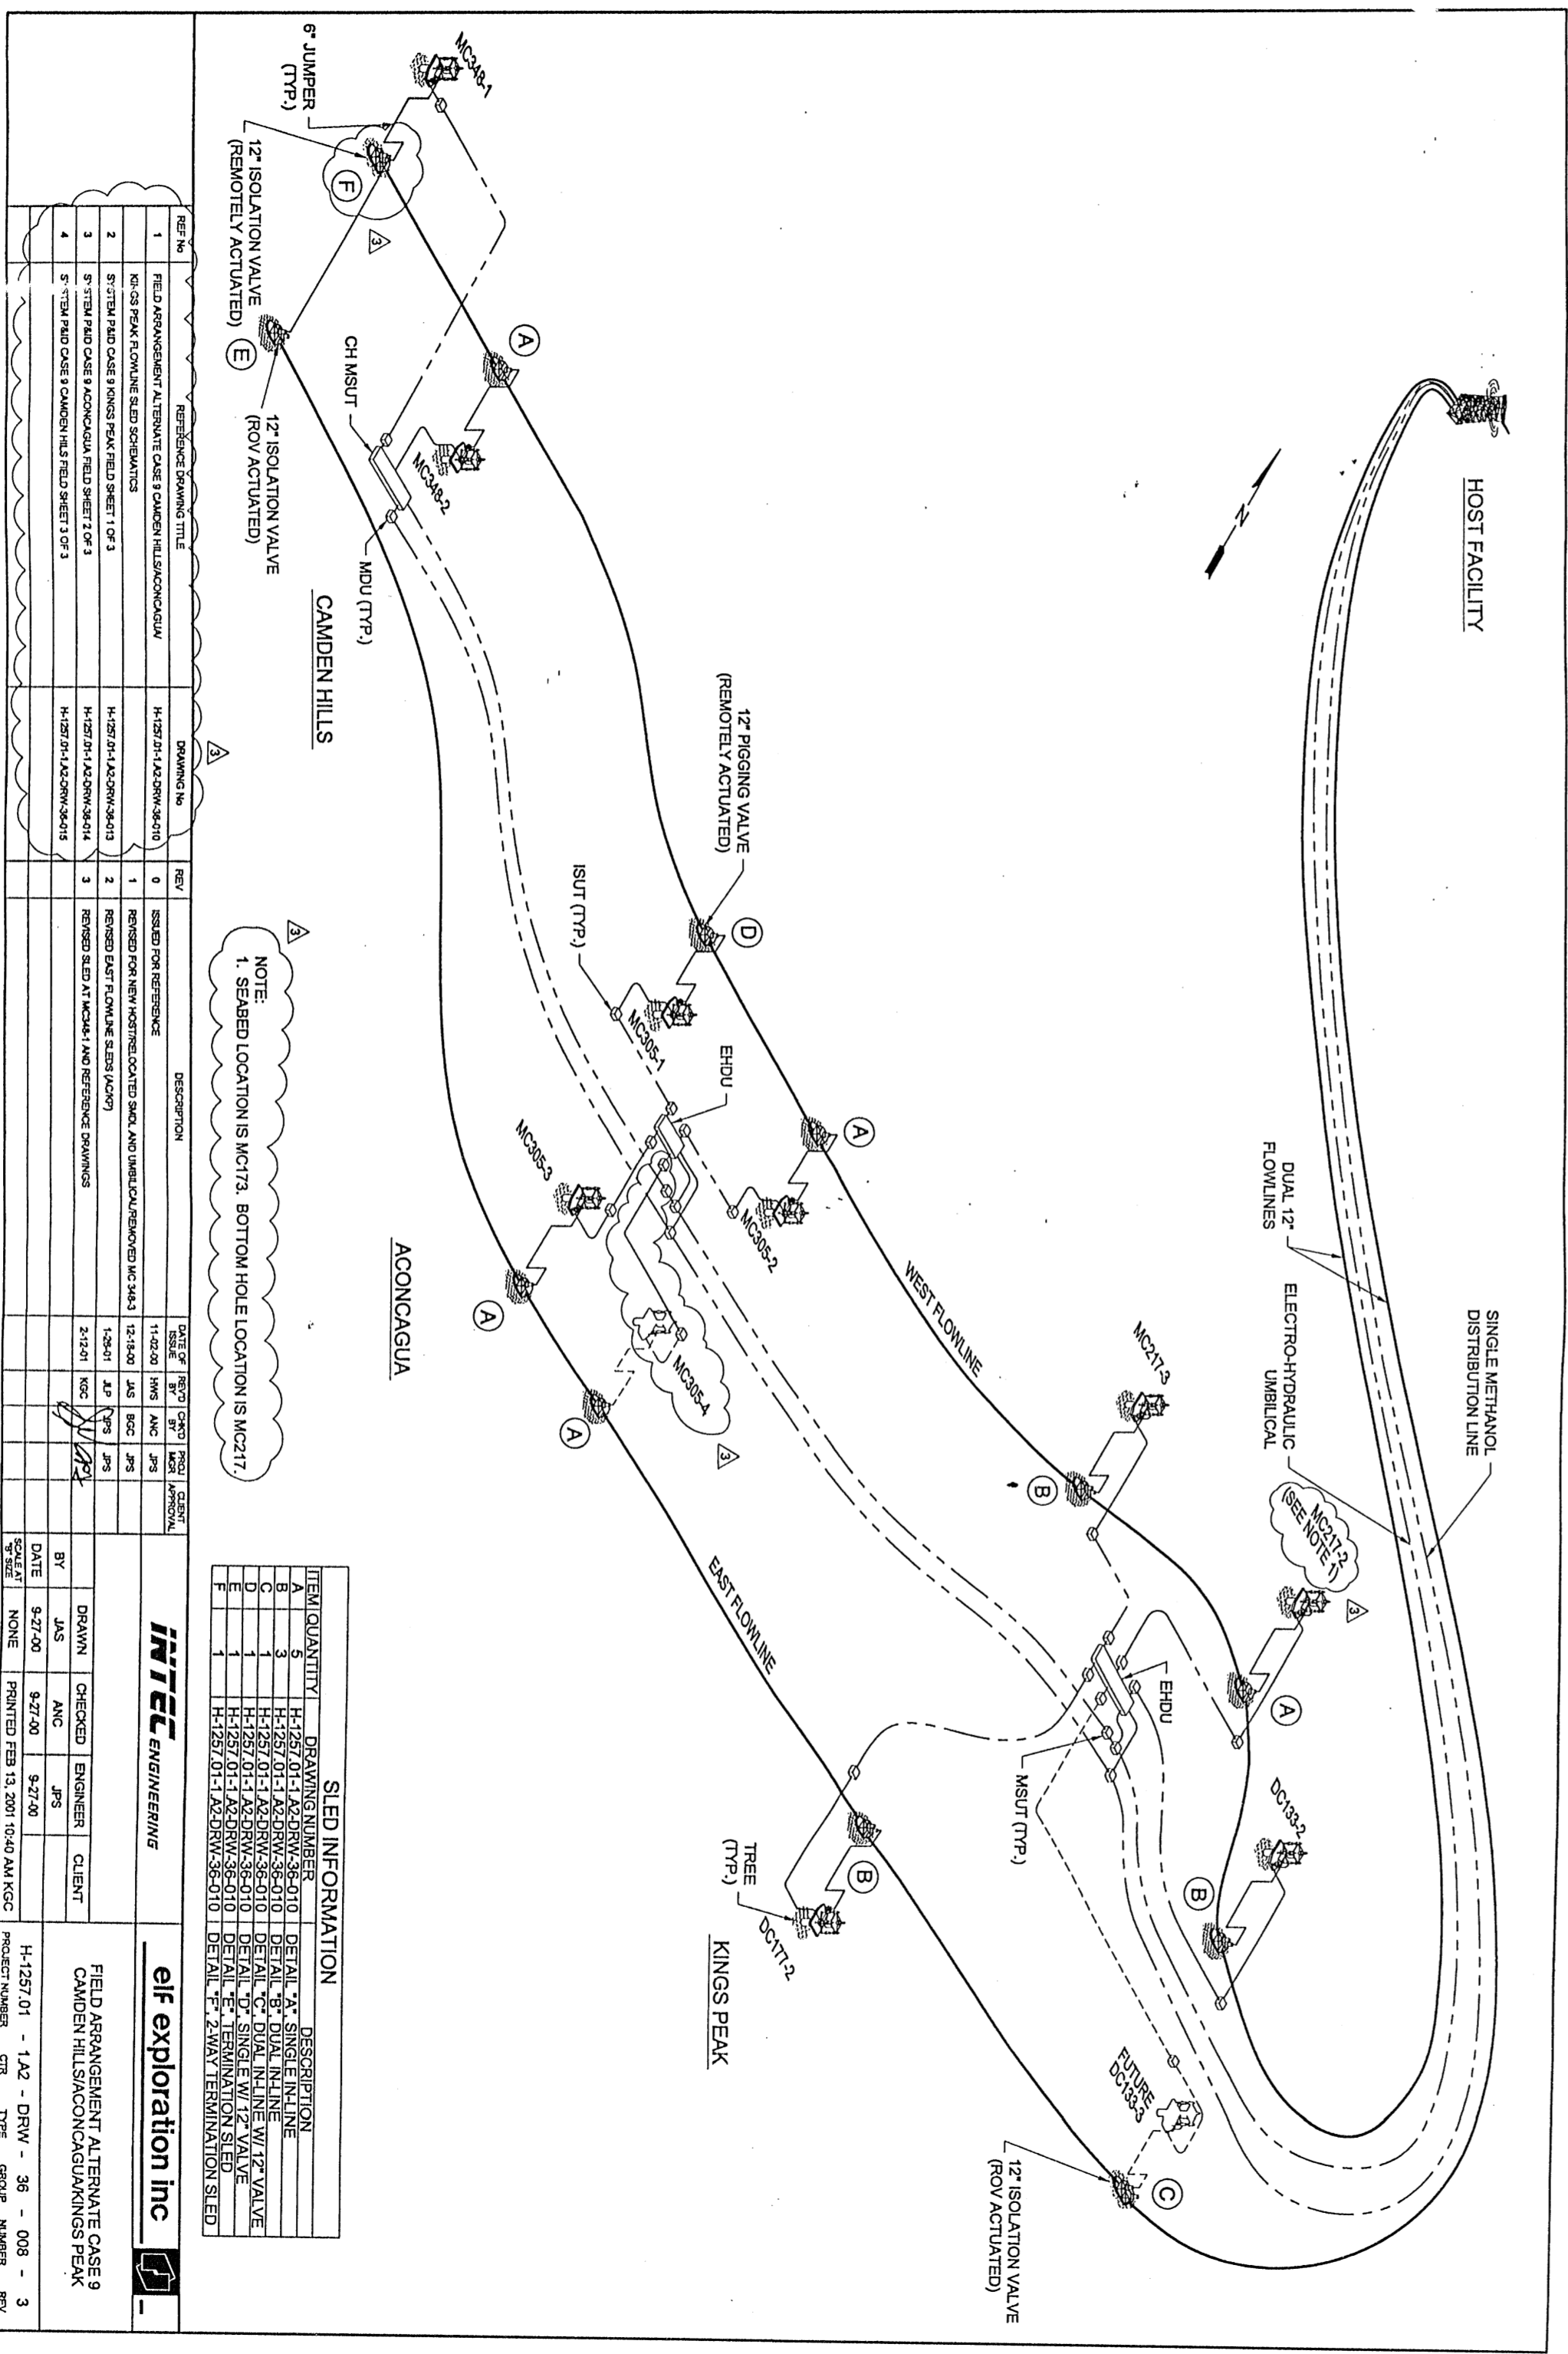 HOST FACILITY
N
SINGLE METHANOL
DISTRIBUTION LINE
DUAL 12"
FLOWLINES
ELECTRO-HYDRAULIC
UMBILICAL
MC217-2
(SEE NOTE 1)
3
MC217-3
DC133-2
A
B
B
WEST FLOWLINE
EHDU
MSUT (TYP.)
FUTURE
DC133-3
C
12" ISOLATION VALVE
(ROV ACTUATED)
KINGS PEAK
TREE
(TYP.)
DC177-2
B
EAST FLOWLINE
12" PIGGING VALVE
(REMOTELY ACTUATED)
D
A
ISUT (TYP.)
MC305-1
EHDU
MC305-2
MC305-3
MC305-4
3
A
A
ACONCAGUA
MC348-1
6" JUMPER
(TYP.)
F
3
12" ISOLATION VALVE
(REMOTELY ACTUATED)
E
12" ISOLATION VALVE
(ROV ACTUATED)
A
MC348-2
CH MSUT
MDU (TYP.)
CAMDEN HILLS
3
NOTE:
1. SEABED LOCATION IS MC173. BOTTOM HOLE LOCATION IS MC217.
3
SLED INFORMATION
ITEM QUANTITY DRAWING NUMBER DESCRIPTION
A 5 H-1257.01-1.A2-DRW-36-010 DETAIL "A", SINGLE IN-LINE
B 3 H-1257.01-1.A2-DRW-36-010 DETAIL "B", DUAL IN-LINE
C 1 H-1257.01-1.A2-DRW-36-010 DETAIL "C", DUAL IN-LINE W/ 12" VALVE
D 1 H-1257.01-1.A2-DRW-36-010 DETAIL "D", SINGLE W/ 12" VALVE
E 1 H-1257.01-1.A2-DRW-36-010 DETAIL "E", TERMINATION SLED
F 1 H-1257.01-1.A2-DRW-36-010 DETAIL "F", 2-WAY TERMINATION SLED
REF No REFERENCE DRAWING TITLE DRAWING No
1 FIELD ARRANGEMENT ALTERNATE CASE 9 CAMDEN HILLS/ACONCAGUA/ H-1257.01-1.A2-DRW-36-010
KINGS PEAK FLOWLINE SLED SCHEMATICS
2 SYSTEM P&ID CASE 9 KINGS PEAK FIELD SHEET 1 OF 3 H-1257.01-1.A2-DRW-36-013
3 SYSTEM P&ID CASE 9 ACONCAGUA FIELD SHEET 2 OF 3 H-1257.01-1.A2-DRW-36-014
4 SYSTEM P&ID CASE 9 CAMDEN HILLS FIELD SHEET 3 OF 3 H-1257.01-1.A2-DRW-36-015
REV DESCRIPTION DATE OF ISSUE REV'D BY CHK'D BY PROJ MGR CLIENT APPROVAL
0 ISSUED FOR REFERENCE 11-02-00 HWS ANC JPS
1 REVISED FOR NEW HOST/RELOCATED SMDL AND UMBILICAL/REMOVED MC 348-3 12-18-00 JAS BGC JPS
2 REVISED EAST FLOWLINE SLEDS (AC/KP) 1-26-01 JLP JPS JPS
3 REVISED SLED AT MC348-1 AND REFERENCE DRAWINGS 2-12-01 KGC
INTEC ENGINEERING
DRAWN CHECKED ENGINEER CLIENT
BY JAS ANC JPS
DATE 9-27-00 9-27-00 9-27-00
SCALE AT "B" SIZE NONE PRINTED FEB 13, 2001 10:40 AM KGC
elf exploration inc
FIELD ARRANGEMENT ALTERNATE CASE 9
CAMDEN HILLS/ACONCAGUA/KINGS PEAK
H-1257.01 - 1.A2 - DRW - 36 - 008 - 3
PROJECT NUMBER CTR TYPE GROUP NUMBER REV